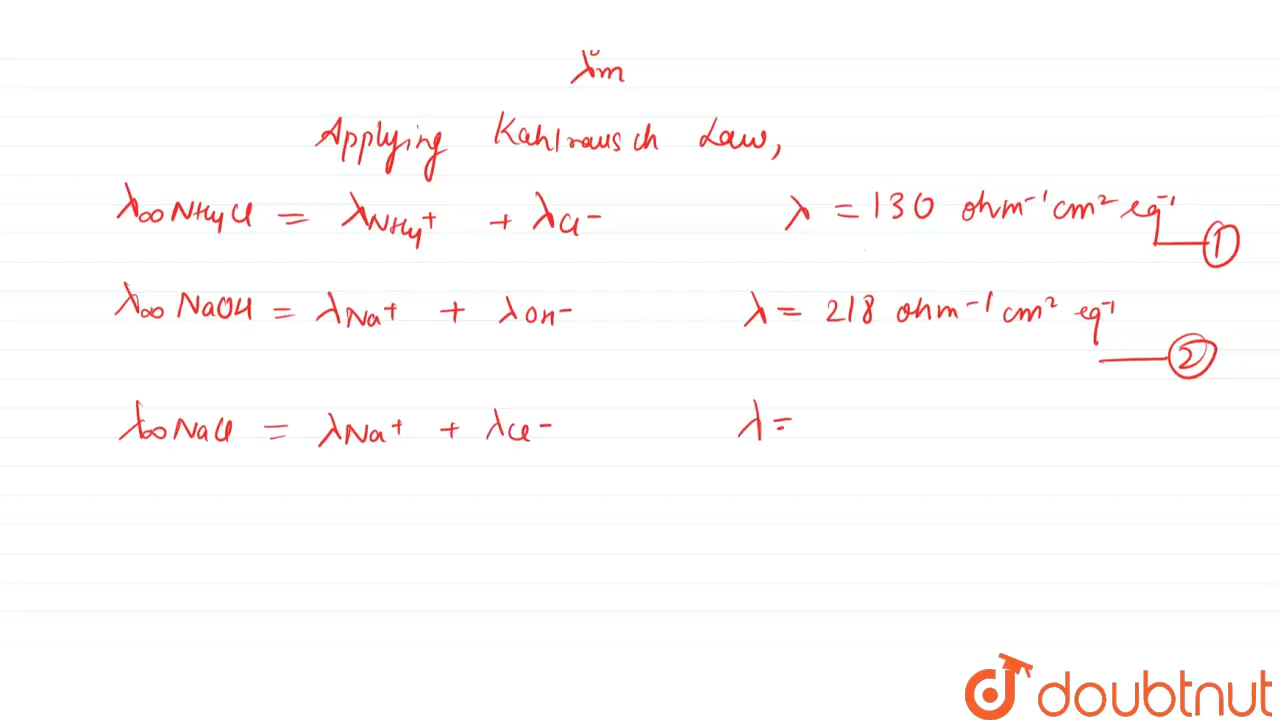 λ°m
Applying Kahlrausch Law,
λ∞ NH4Cl = λNH4+ + λCl− λ = 130 ohm−1 cm2 eq−1 ①
λ∞ NaOH = λNa+ + λOH− λ = 218 ohm−1 cm2 eq−1 ②
λ∞ NaCl = λNa+ + λCl− λ =
doubtnut